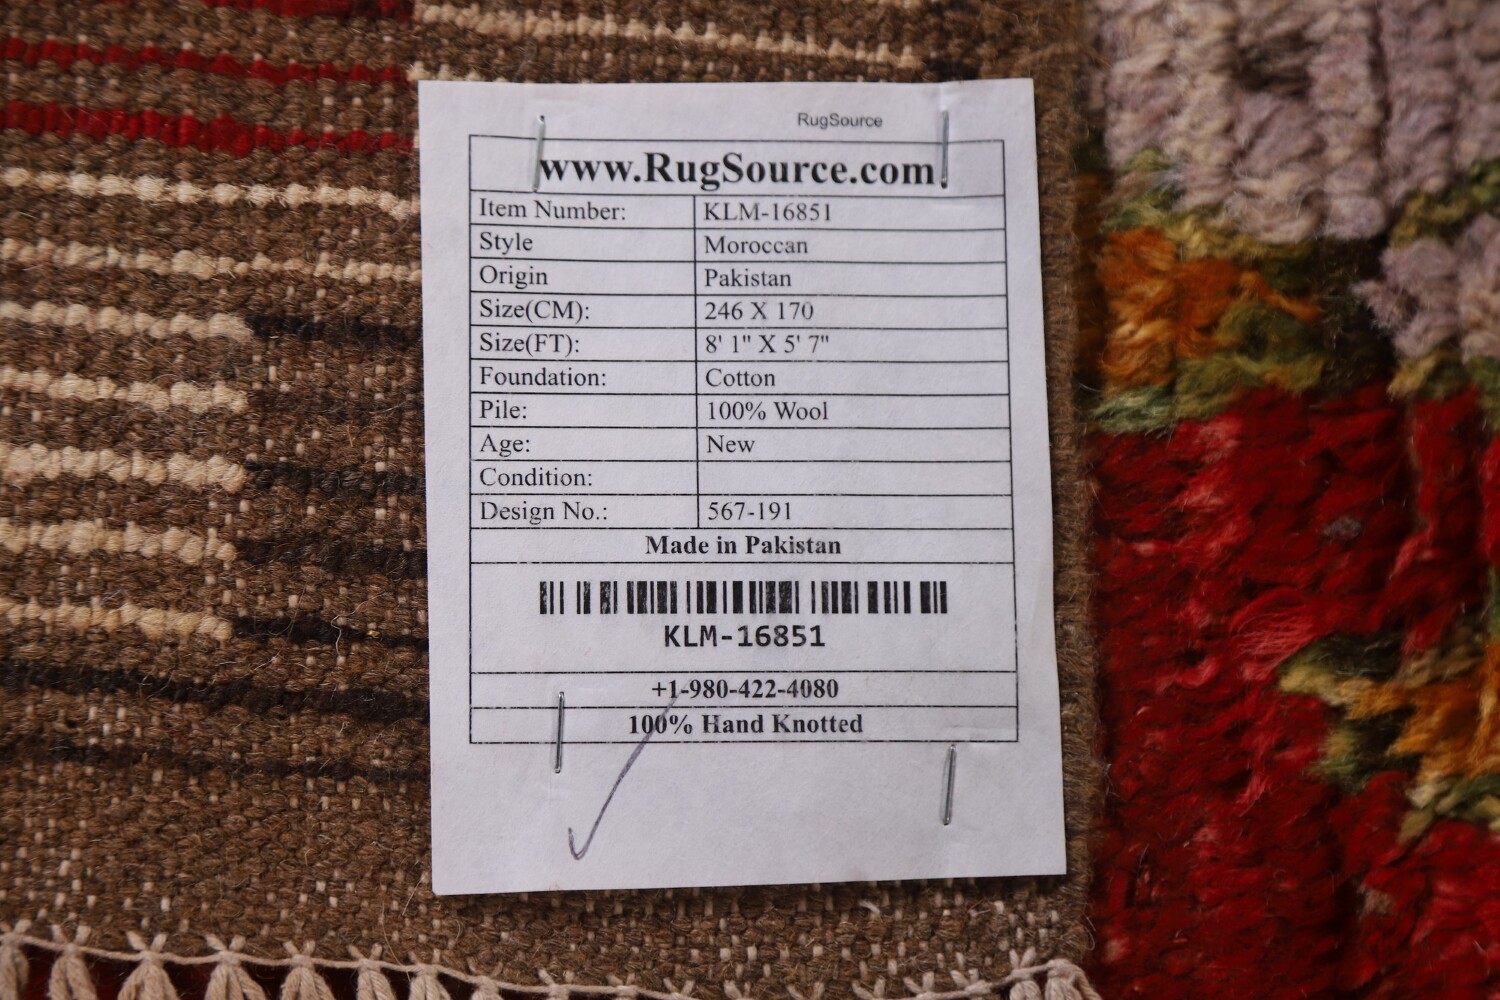 RugSource
www.RugSource.com
Item Number: KLM-16851
Style Moroccan
Origin Pakistan
Size(CM): 246 X 170
Size(FT): 8' 1" X 5' 7"
Foundation: Cotton
Pile: 100% Wool
Age: New
Condition:
Design No.: 567-191
Made in Pakistan
KLM-16851
+1-980-422-4080
100% Hand Knotted